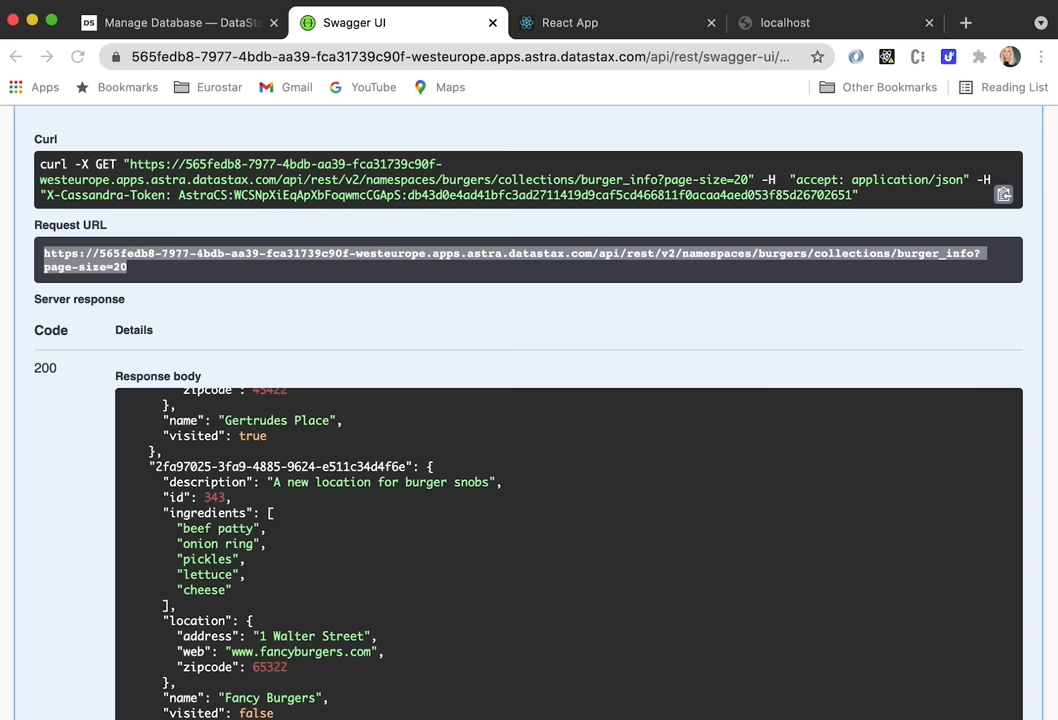 Manage Database — DataSta
Swagger UI
React App
localhost
565fedb8-7977-4bdb-aa39-fca31739c90f-westeurope.apps.astra.datastax.com/api/rest/swagger-ui/...
Apps
Bookmarks
Eurostar
Gmail
YouTube
Maps
Other Bookmarks
Reading List
Curl
curl -X GET "https://565fedb8-7977-4bdb-aa39-fca31739c90f-
westeurope.apps.astra.datastax.com/api/rest/v2/namespaces/burgers/collections/burger_info?page-size=20" -H  "accept: application/json" -H
"X-Cassandra-Token: AstraCS:WCSNpXiEqApXbFoqwmcCGApS:db43d0e4ad41bfc3ad2711419d9caf5cd466811f0acaa4aed053f85d26702651"
Request URL
https://565fedb8-7977-4bdb-aa39-fca31739c90f-westeurope.apps.astra.datastax.com/api/rest/v2/namespaces/burgers/collections/burger_info?
page-size=20
Server response
Code
Details
200
Response body
zipcode": 45422
},
"name": "Gertrudes Place",
"visited": true
},
"2fa97025-3fa9-4885-9624-e511c34d4f6e": {
"description": "A new location for burger snobs",
"id": 343,
"ingredients": [
"beef patty",
"onion ring",
"pickles",
"lettuce",
"cheese"
],
"location": {
"address": "1 Walter Street",
"web": "www.fancyburgers.com",
"zipcode": 65322
},
"name": "Fancy Burgers",
"visited": false